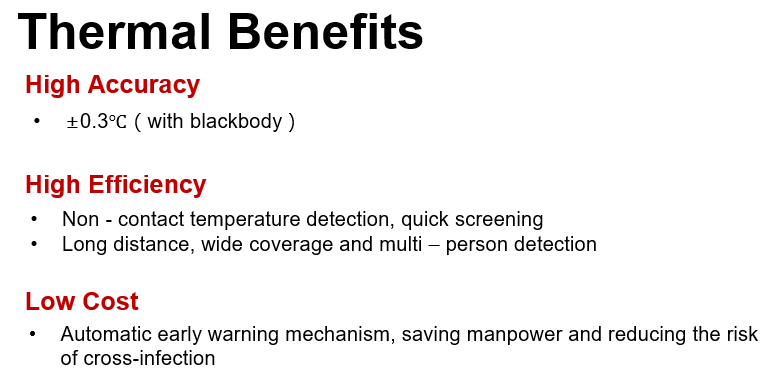 Thermal Benefits
High Accuracy
• ±0.3℃ ( with blackbody )
High Efficiency
• Non - contact temperature detection, quick screening
• Long distance, wide coverage and multi – person detection
Low Cost
• Automatic early warning mechanism, saving manpower and reducing the risk
of cross-infection